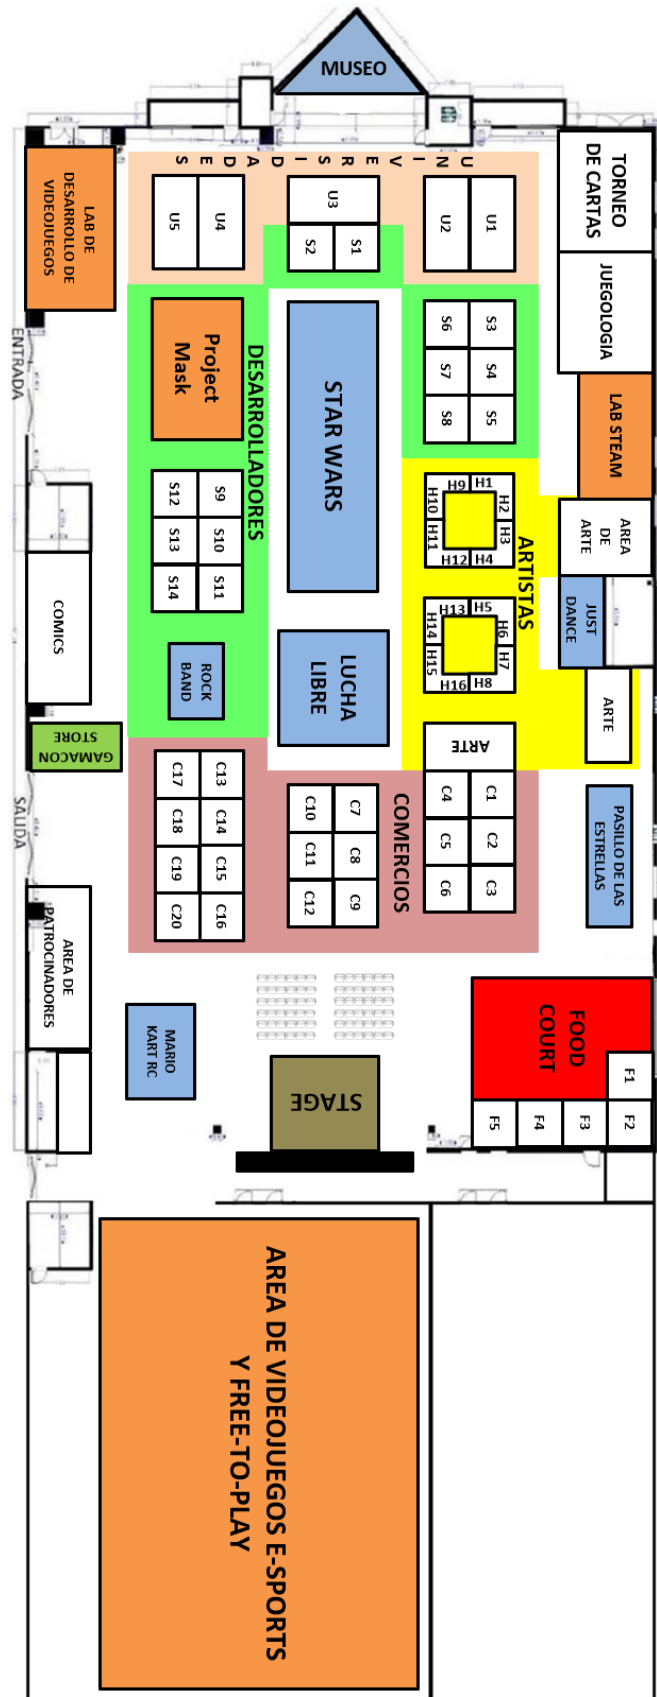 MUSEO
UNIVERSIDADES
LAB DE
DESARROLLO DE
VIDEOJUEGOS
U5
U4
U3
S2
S1
U2
U1
TORNEO
DE CARTAS
JUEGOLOGIA
LAB STEAM
ENTRADA
Project
Mask
DESARROLLADORES
STAR WARS
S6
S3
S7
S4
S8
S5
S12
S9
S13
S10
S14
S11
ARTISTAS
H9
H1
H10
H2
H11
H3
H12
H4
H13
H5
H14
H6
H15
H7
H16
H8
AREA
DE
ARTE
JUST
DANCE
ARTE
COMICS
ROCK
BAND
LUCHA
LIBRE
GAMACON
STORE
SALIDA
ARTE
COMERCIOS
C17
C13
C18
C14
C19
C15
C20
C16
C10
C7
C11
C8
C12
C9
C4
C1
C5
C2
C6
C3
PASILLO DE LAS
ESTRELLAS
AREA DE
PATROCINADORES
MARIO
KART RC
STAGE
FOOD
COURT
F1
F2
F3
F4
F5
AREA DE VIDEOJUEGOS E-SPORTS
Y FREE-TO-PLAY